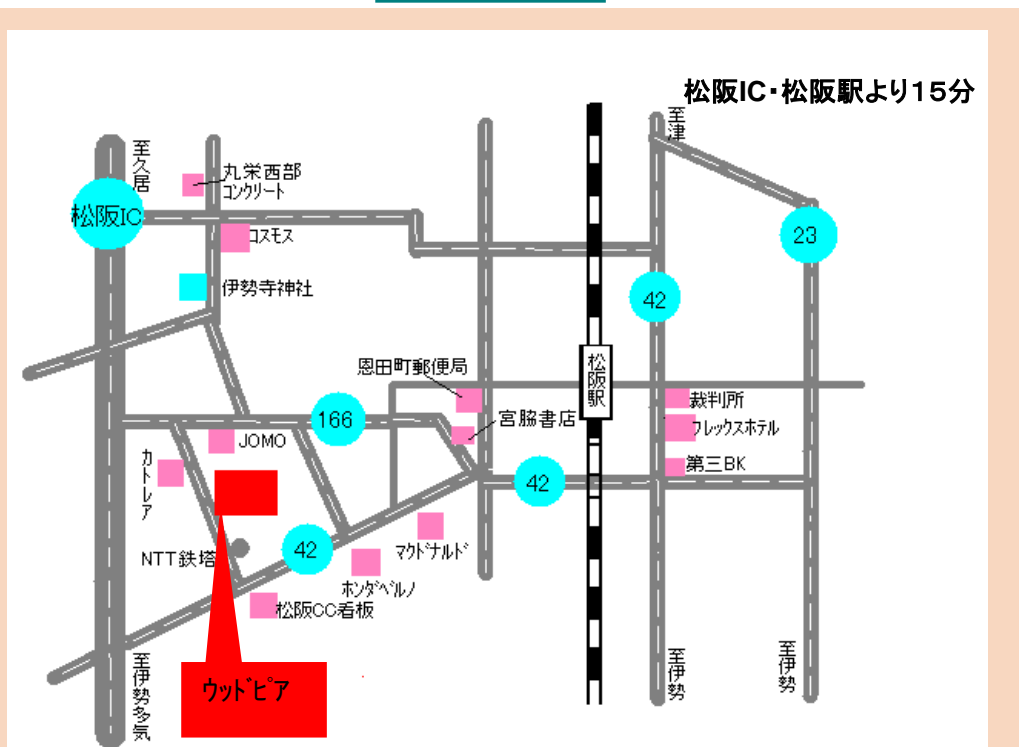 松阪IC・松阪駅より15分
至久居
至津
丸栄西部
コンクリート
松阪IC
コスモス
23
伊勢寺神社
42
松阪駅
恩田町郵便局
裁判所
166
宮脇書店
フレックスホテル
JOMO
カトレア
第三BK
42
NTT鉄塔
42
マクドナルド
ホンダベルノ
松阪CC看板
至伊勢多気
ウッドピア
至伊勢
至伊勢